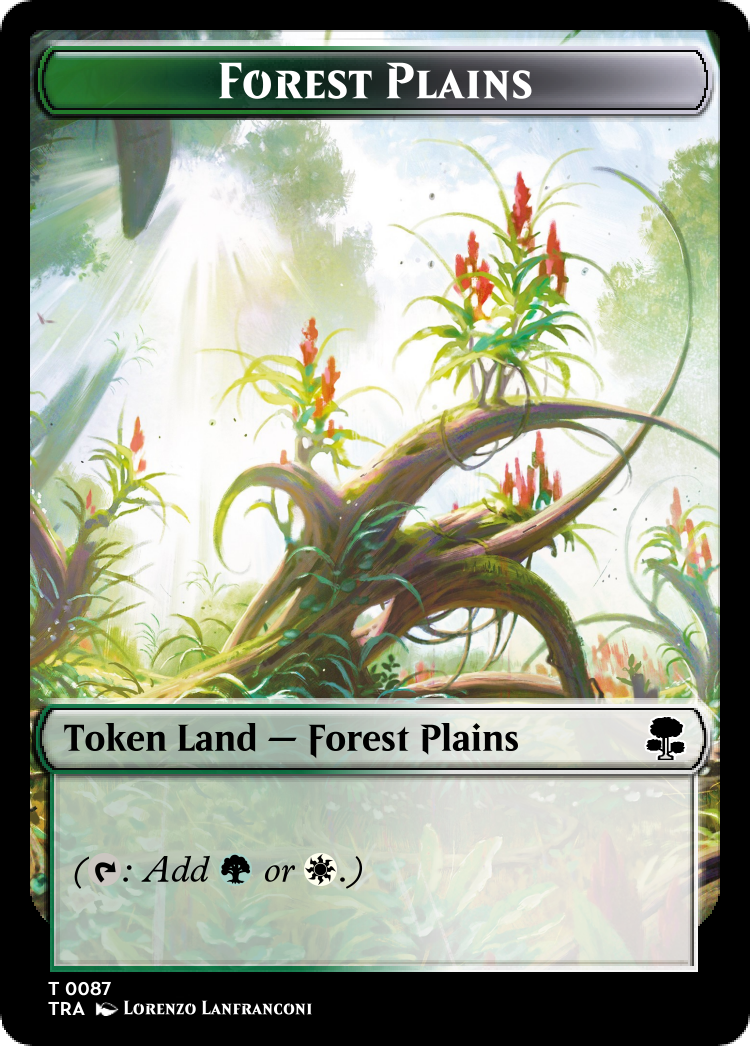 Forest Plains
Token Land — Forest Plains
( : Add or .)
T 0087
TRA Lorenzo Lanfranconi